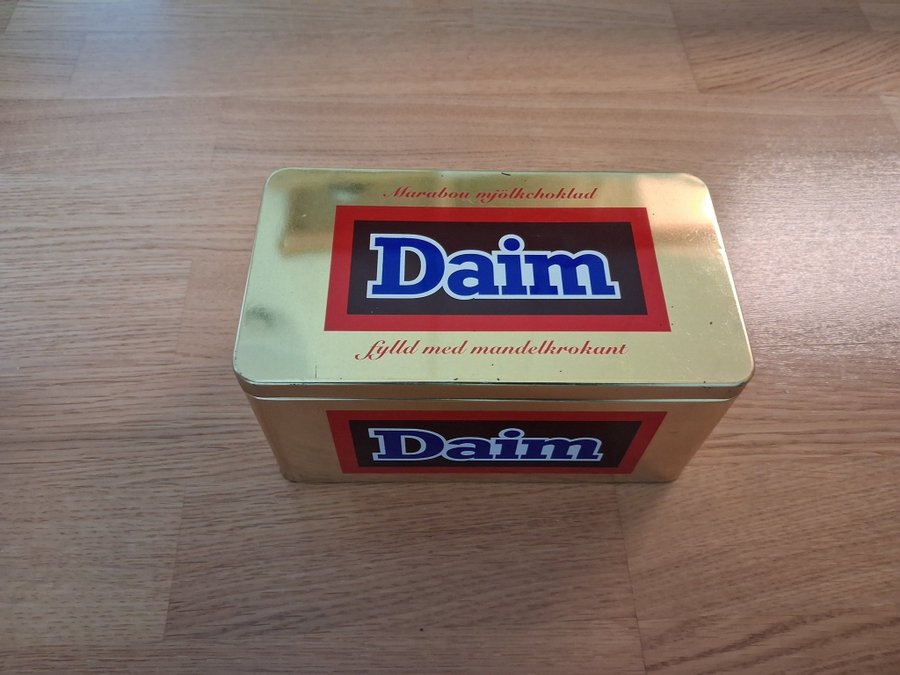 Marabou mjölkchoklad
Daim
fylld med mandelkrokant
Daim